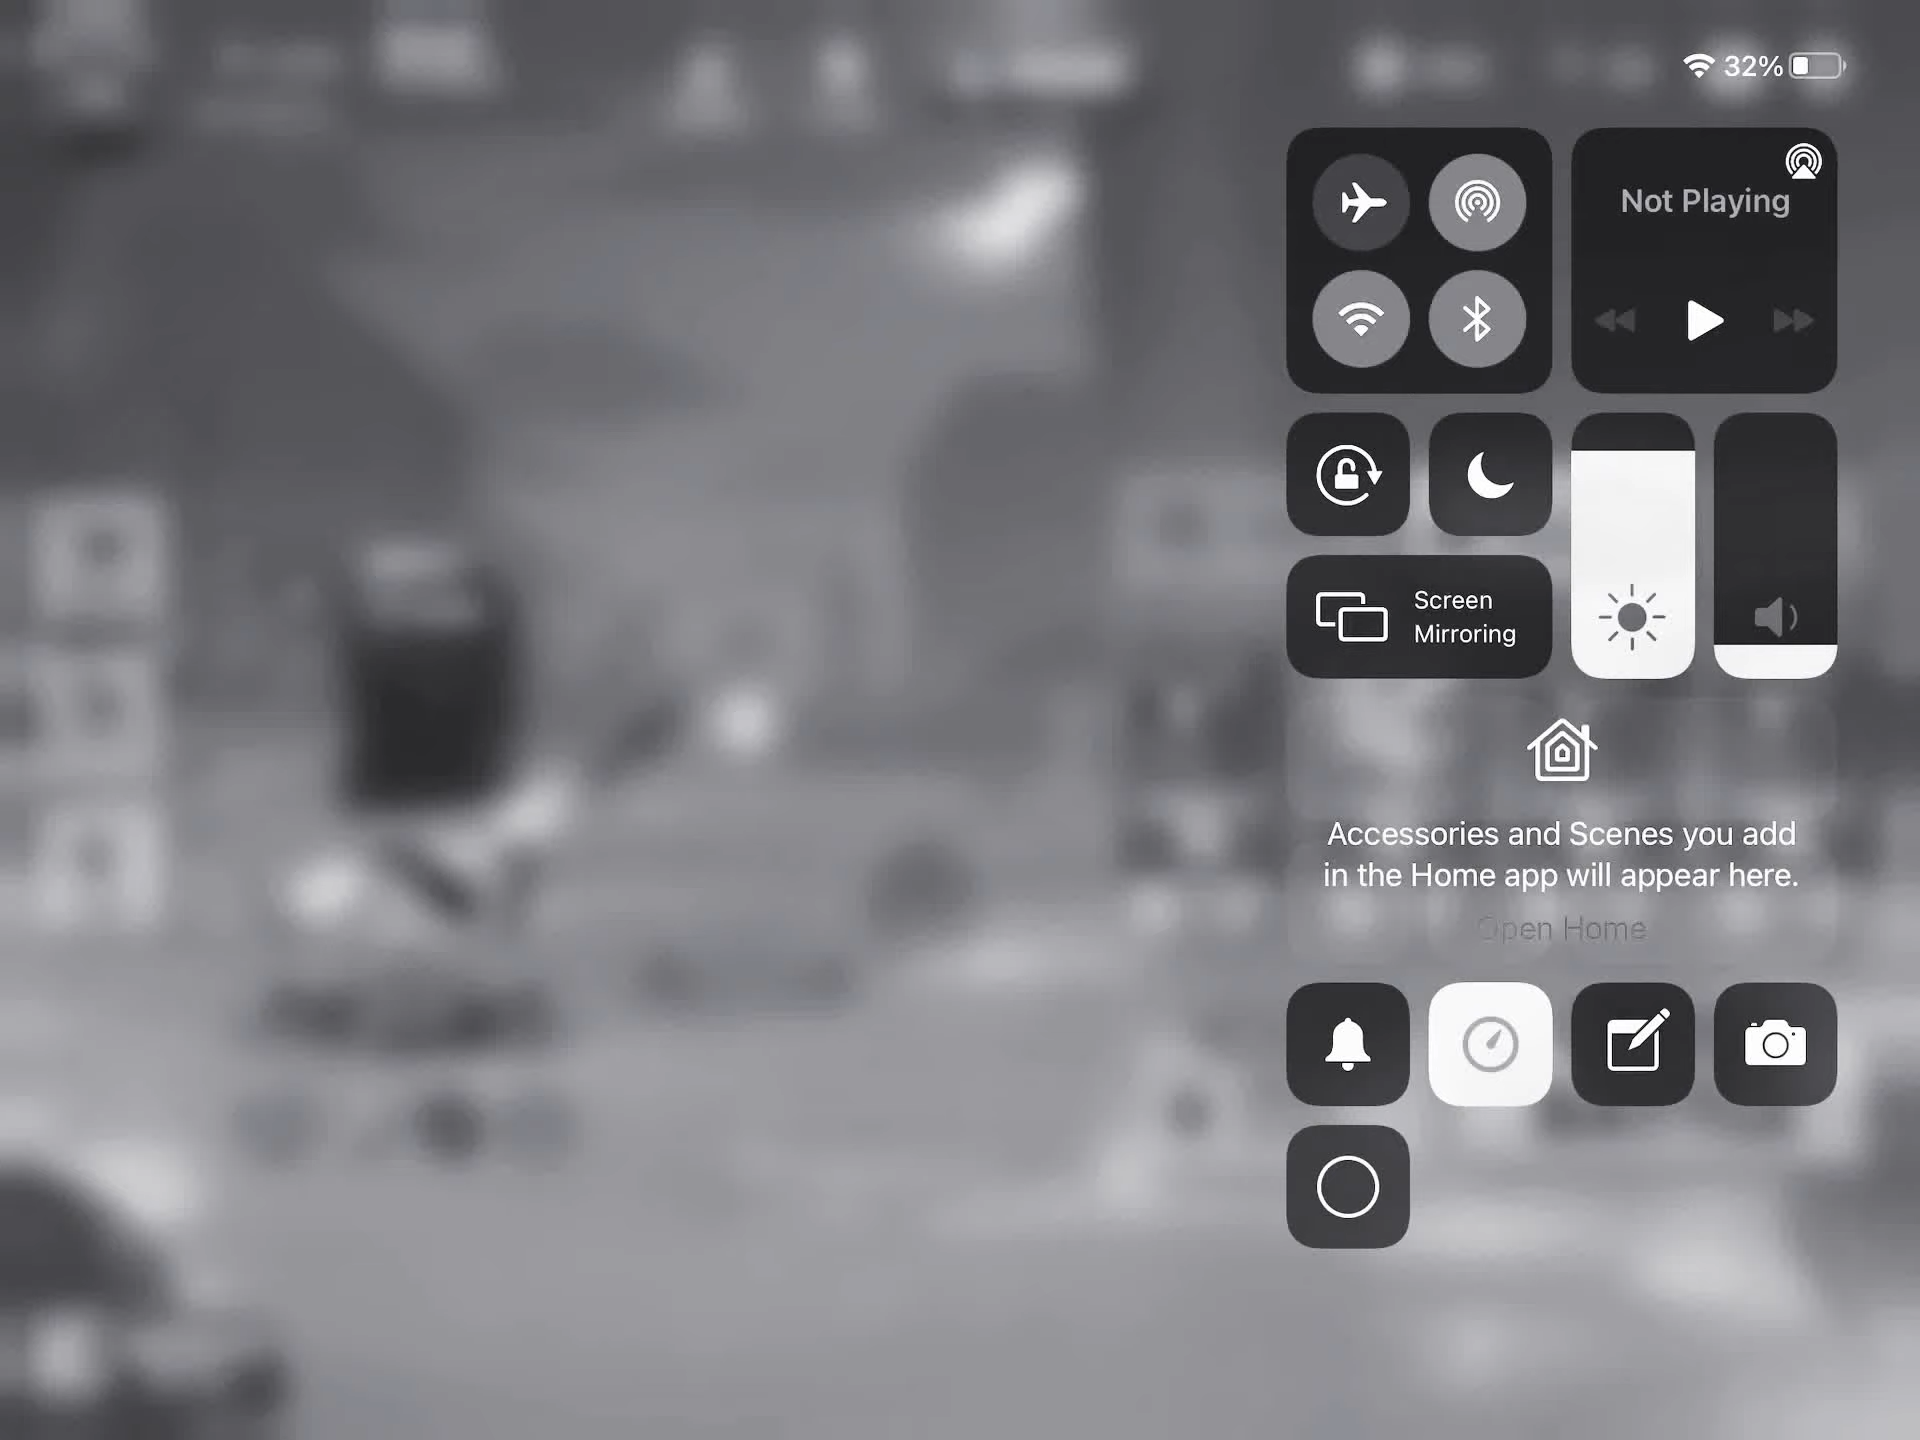 32%
Not Playing
Screen
Mirroring
Accessories and Scenes you add
in the Home app will appear here.
Open Home